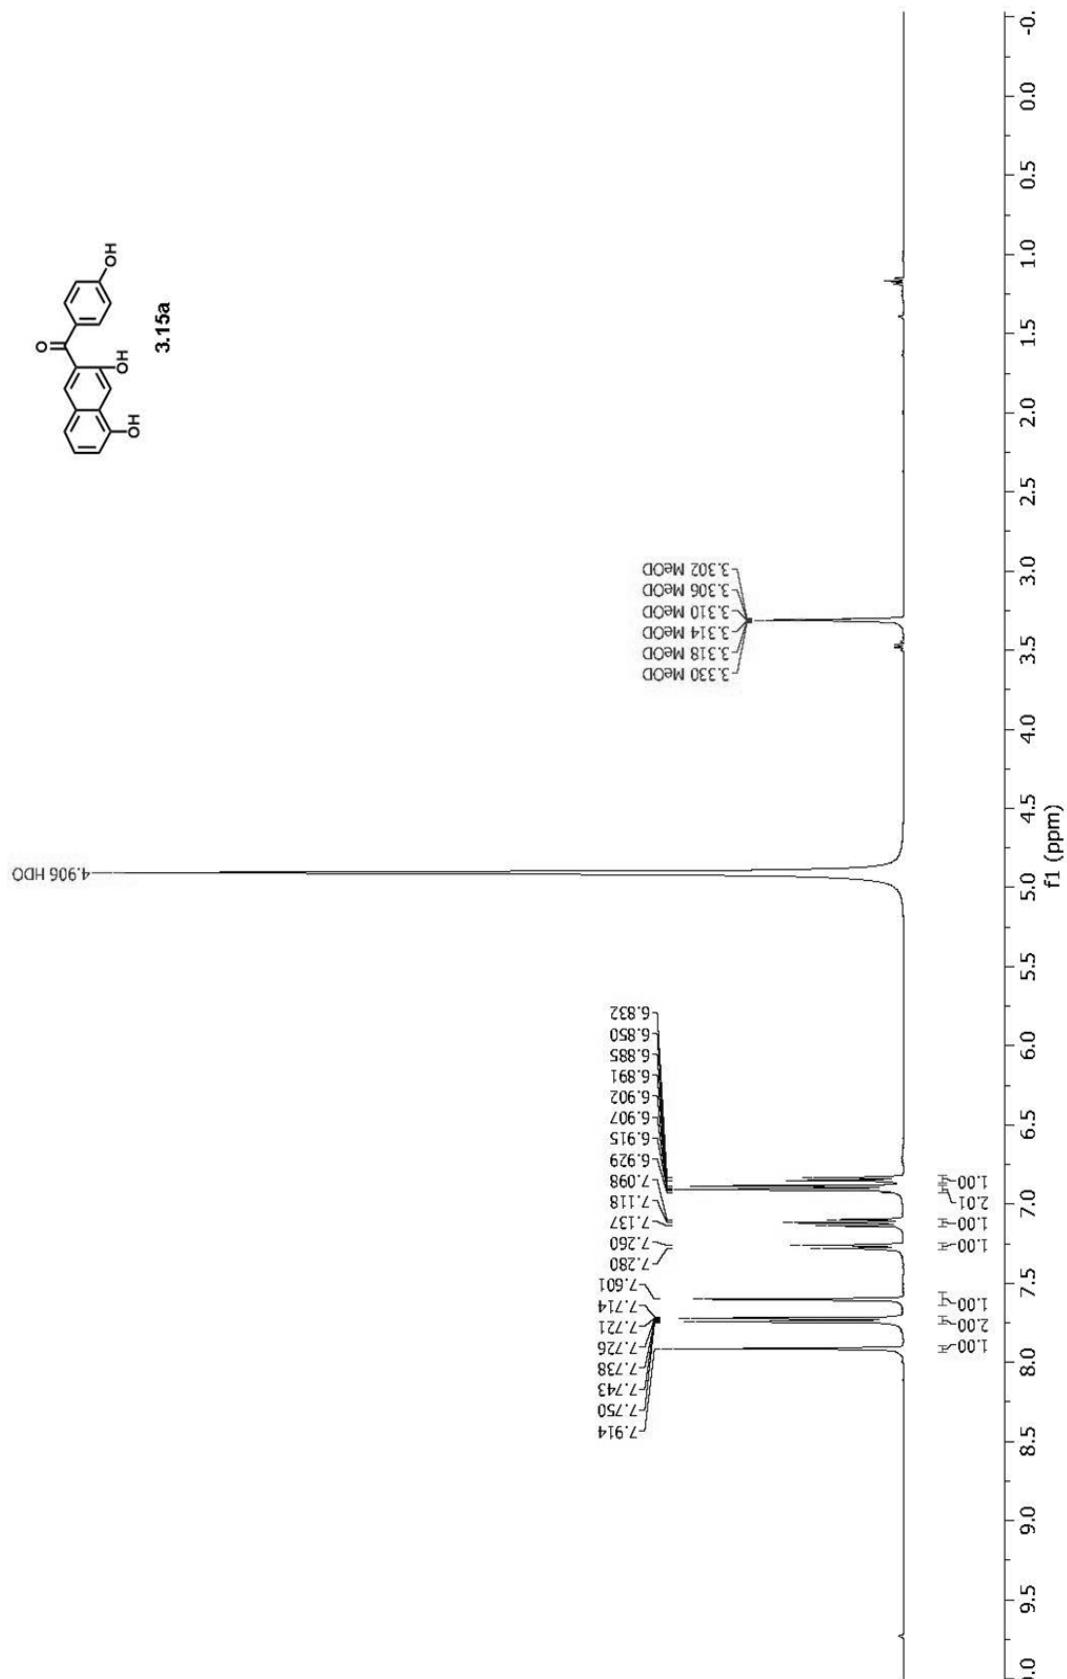 O
OH
OH
OH
3.15a
4.906 HDO
3.302 MeOD
3.306 MeOD
3.310 MeOD
3.314 MeOD
3.318 MeOD
3.330 MeOD
6.832
6.850
6.885
6.891
6.902
6.907
6.915
6.929
7.098
7.118
7.137
7.260
7.280
7.601
7.714
7.721
7.726
7.738
7.743
7.750
7.914
1.00
2.01
1.00
1.00
1.00
2.00
1.00
.0 9.5 9.0 8.5 8.0 7.5 7.0 6.5 6.0 5.5 5.0 4.5 4.0 3.5 3.0 2.5 2.0 1.5 1.0 0.5 0.0 -0.
f1 (ppm)